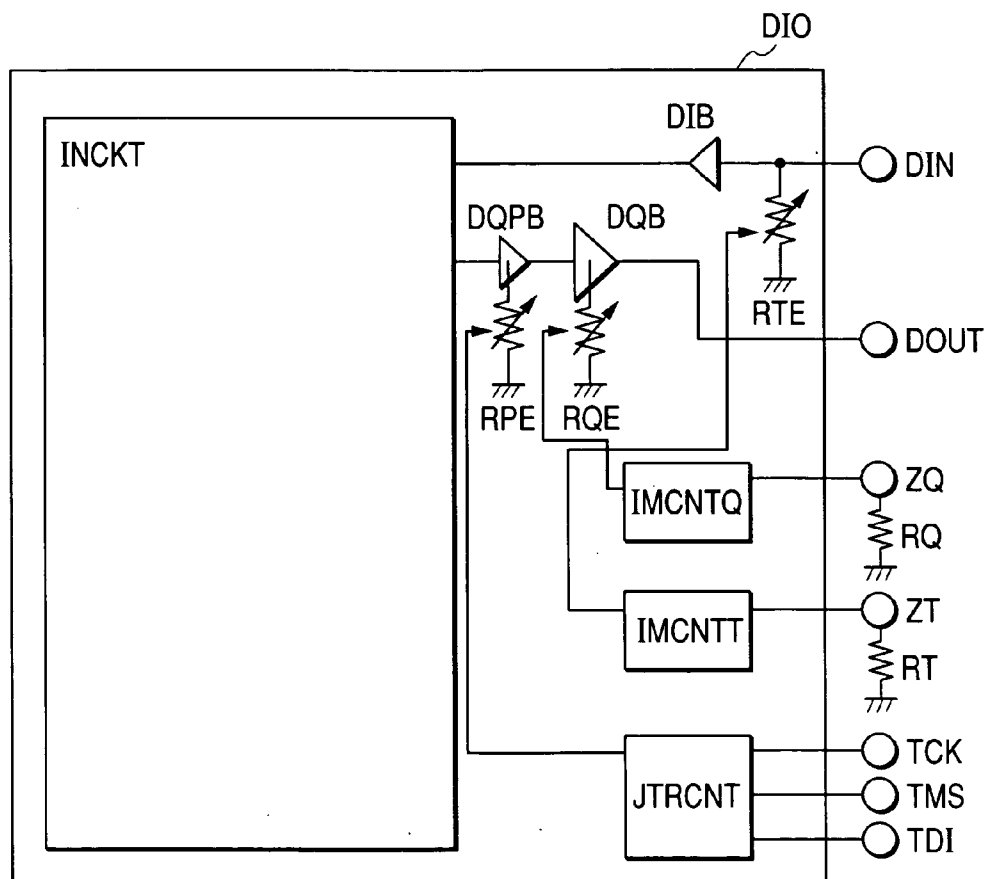 DIO
DIB
INCKT
DIN
DQPB
DQB
RTE
DOUT
RPE
RQE
IMCNTQ
ZQ
RQ
IMCNTT
ZT
RT
JTRCNT
TCK
TMS
TDI